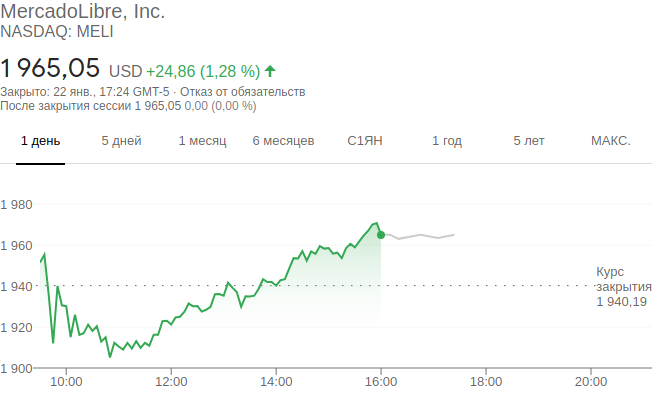 MercadoLibre, Inc.
NASDAQ: MELI
1 965,05 USD +24,86 (1,28 %)
Закрыто: 22 янв., 17:24 GMT-5 · Отказ от обязательств
После закрытия сессии 1 965,05 0,00 (0,00 %)
1 день 5 дней 1 месяц 6 месяцев С1ЯН 1 год 5 лет МАКС.
1 980
1 960
1 940
1 920
1 900
Курс
закрытия
1 940,19
10:00 12:00 14:00 16:00 18:00 20:00